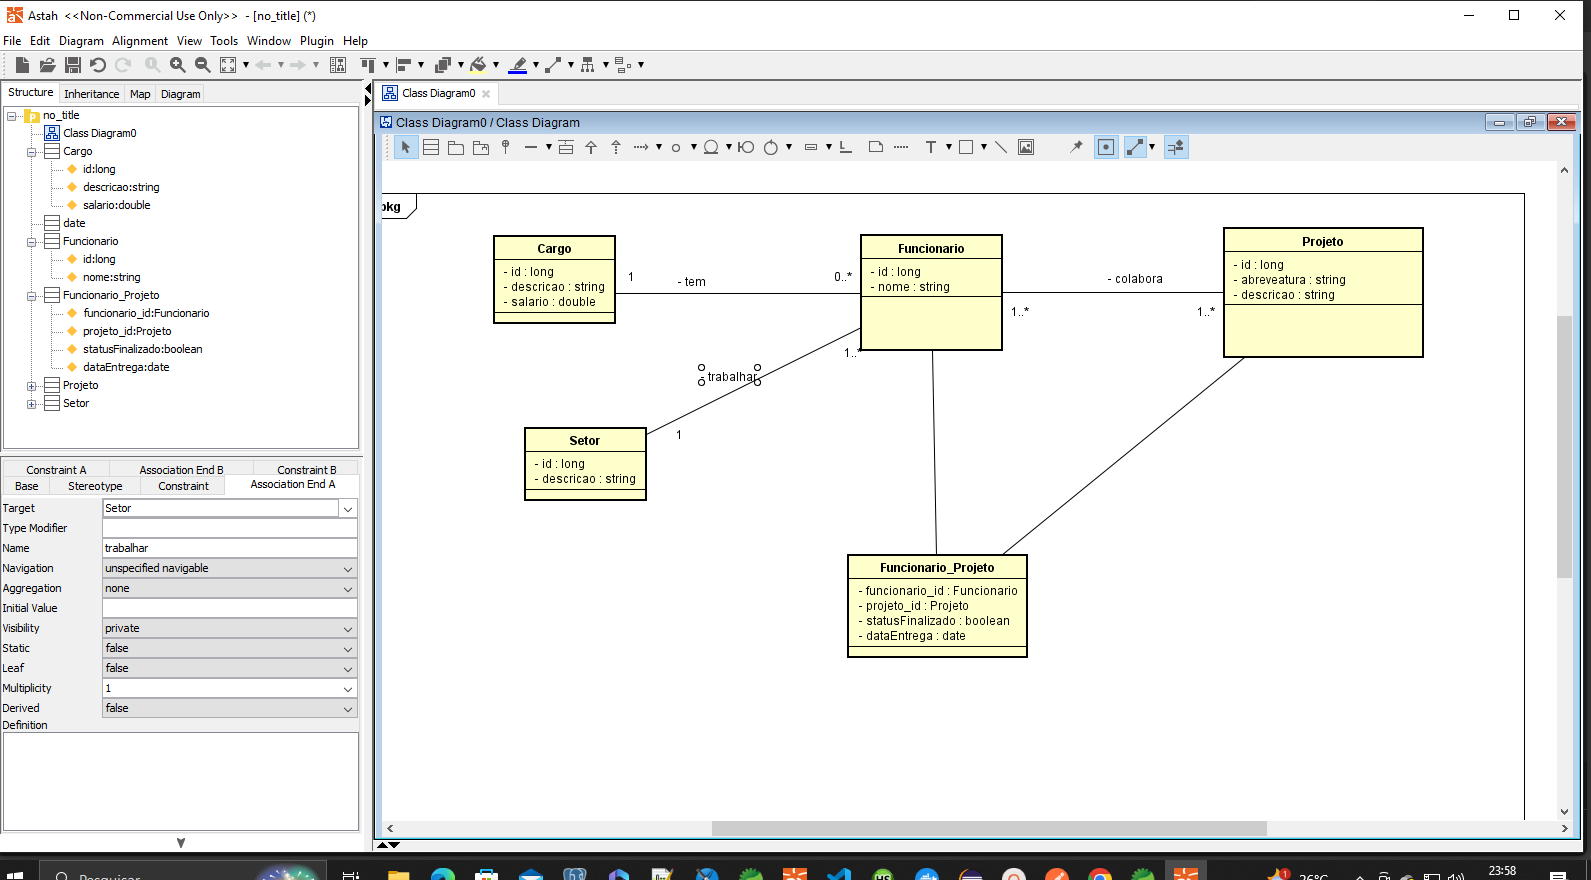 Astah <<Non-Commercial Use Only>> - [no_title] (*)
File Edit Diagram Alignment View Tools Window Plugin Help
Structure Inheritance Map Diagram
no_title
Class Diagram0
Cargo
id:long
descricao:string
salario:double
date
Funcionario
id:long
nome:string
Funcionario_Projeto
funcionario_id:Funcionario
projeto_id:Projeto
statusFinalizado:boolean
dataEntrega:date
Projeto
Setor
Constraint A Association End B Constraint B
Base Stereotype Constraint Association End A
Target Setor
Type Modifier
Name trabalhar
Navigation unspecified navigable
Aggregation none
Initial Value
Visibility private
Static false
Leaf false
Multiplicity 1
Derived false
Definition
Class Diagram0
Class Diagram0 / Class Diagram
pkg
Cargo
- id : long
- descricao : string
- salario : double
1
- tem
0..*
Funcionario
- id : long
- nome : string
- colabora
1..*
1..*
Projeto
- id : long
- abreveatura : string
- descricao : string
1..*
- trabalhar
1
Setor
- id : long
- descricao : string
Funcionario_Projeto
- funcionario_id : Funcionario
- projeto_id : Projeto
- statusFinalizado : boolean
- dataEntrega : date
Pesquisar
1
26°C
23:58